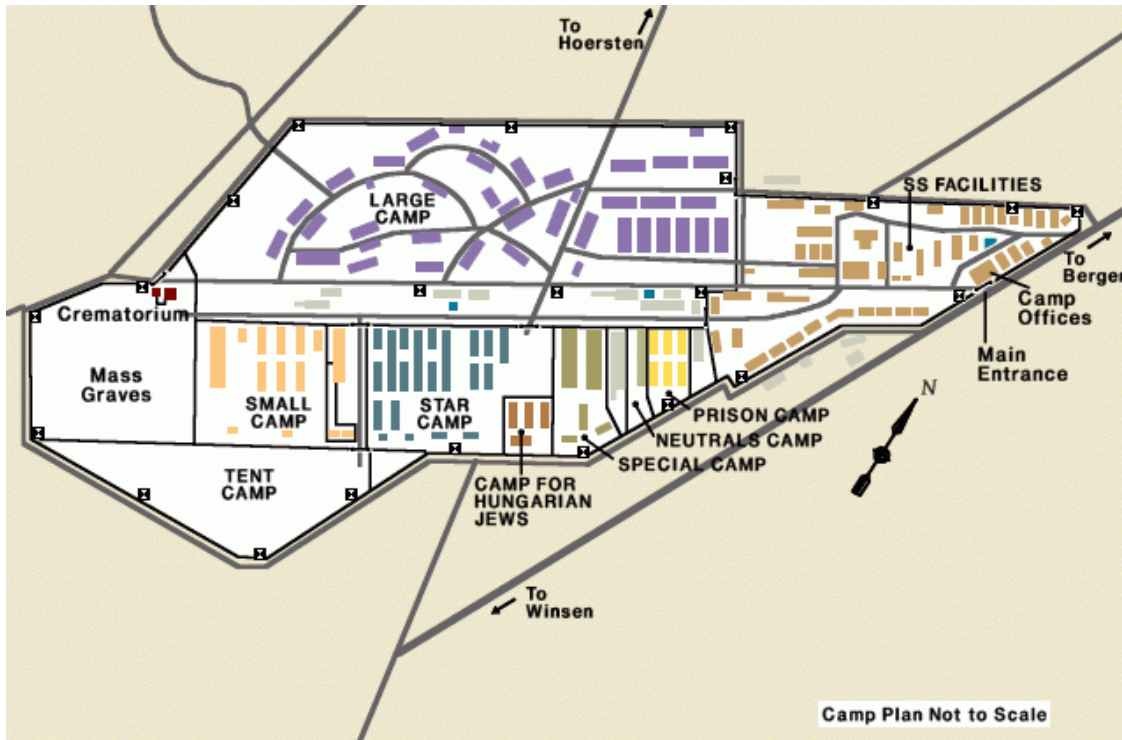 To
Hoersten
SS FACILITIES
LARGE
CAMP
To
Bergen
Camp
Offices
Crematorium
Main
Entrance
Mass
Graves
SMALL
CAMP
STAR
CAMP
PRISON CAMP
NEUTRALS CAMP
SPECIAL CAMP
TENT
CAMP
CAMP FOR
HUNGARIAN
JEWS
N
To
Winsen
Camp Plan Not to Scale